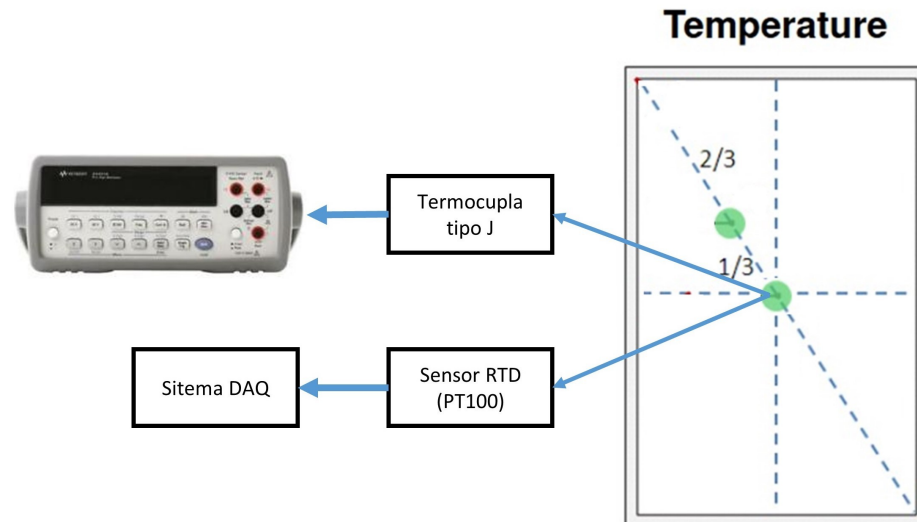 Temperature
2/3
Termocupla
tipo J
1/3
Sitema DAQ
Sensor RTD
(PT100)